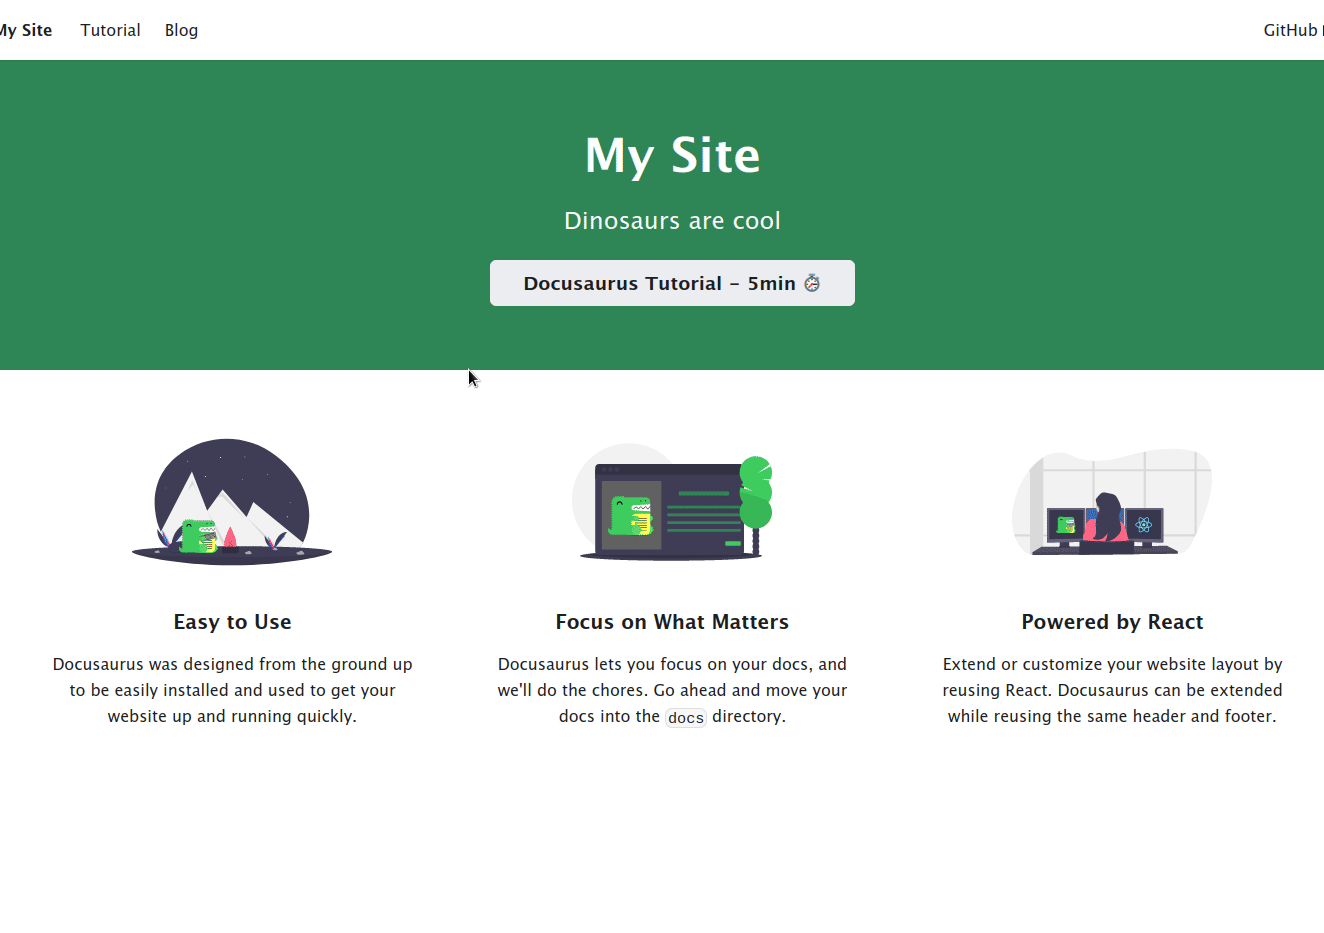 My Site Tutorial Blog GitHub
My Site
Dinosaurs are cool
Docusaurus Tutorial - 5min ⏱️
Easy to Use
Docusaurus was designed from the ground up
to be easily installed and used to get your
website up and running quickly.
Focus on What Matters
Docusaurus lets you focus on your docs, and
we'll do the chores. Go ahead and move your
docs into the docs directory.
Powered by React
Extend or customize your website layout by
reusing React. Docusaurus can be extended
while reusing the same header and footer.